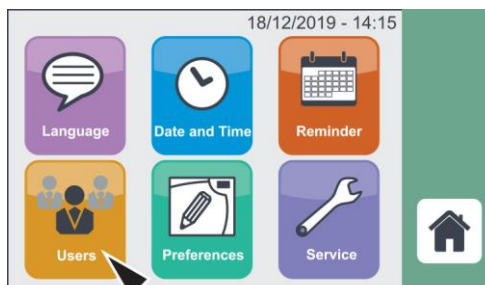 18/12/2019 - 14:15
Language Date and Time Reminder
Users Preferences Service